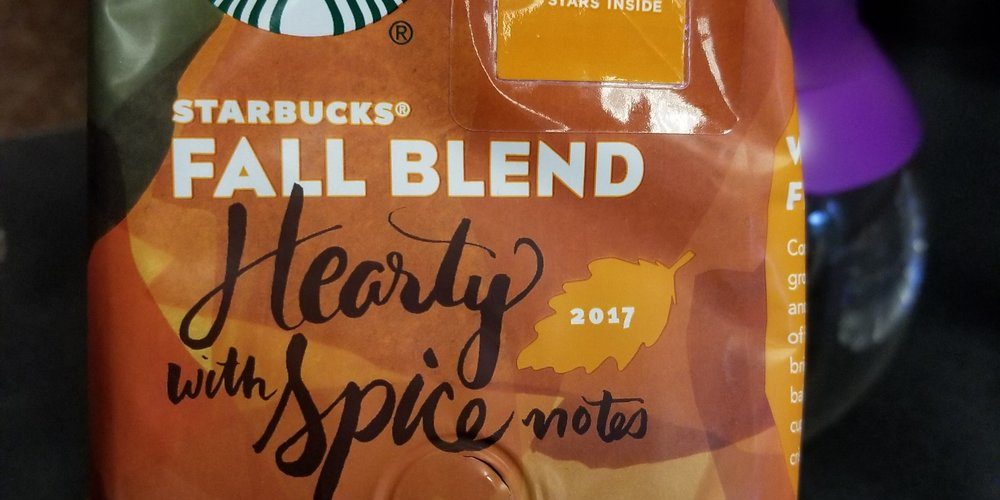 STARS INSIDE
®
STARBUCKS®
FALL BLEND
Hearty
2017
with Spice notes